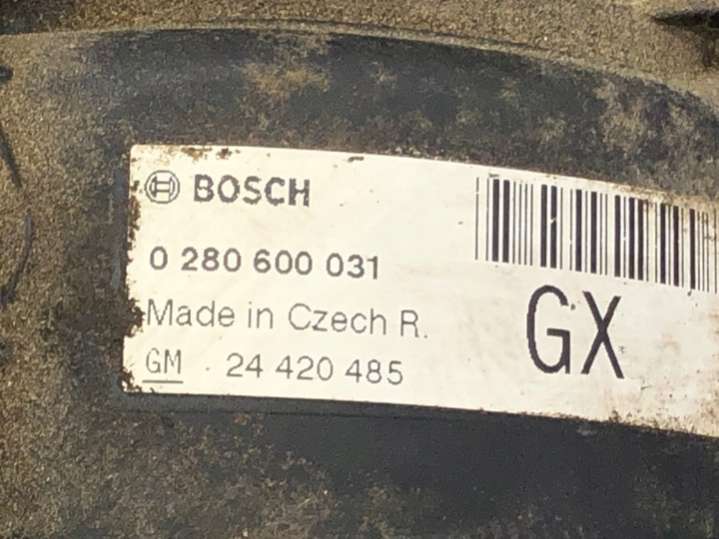 BOSCH
0 280 600 031
Made in Czech R.
GM 24 420 485
GX